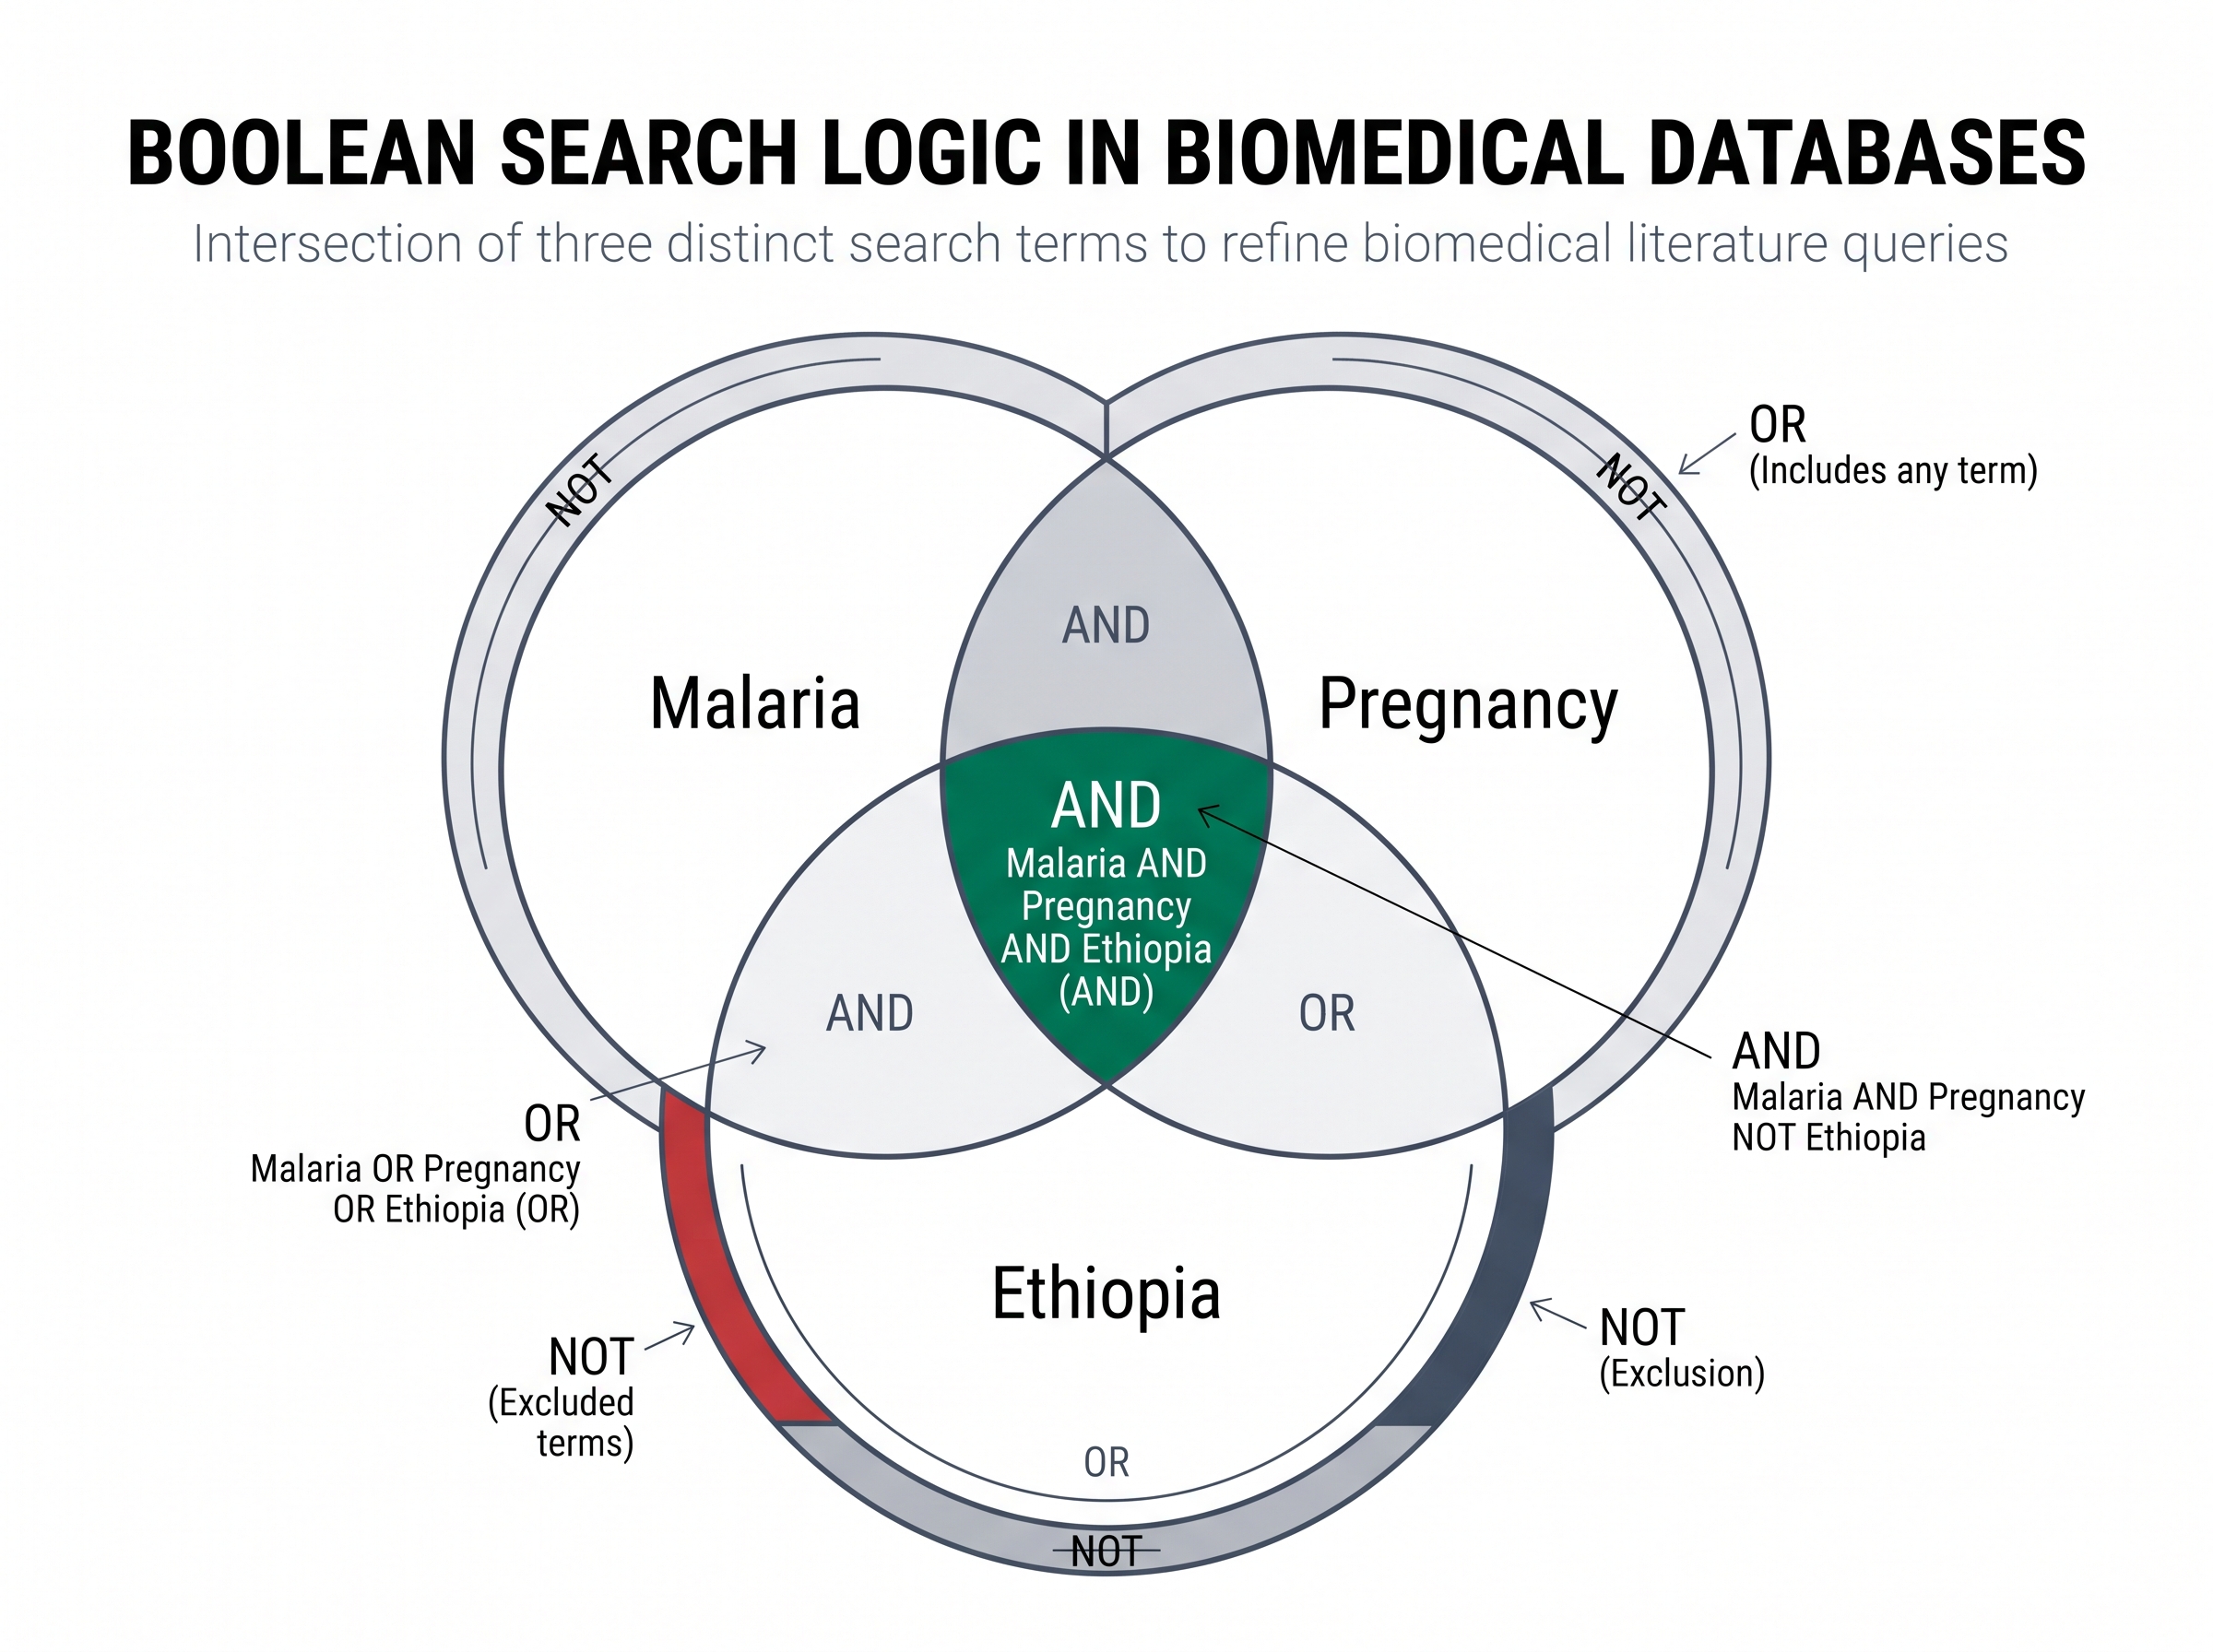 BOOLEAN SEARCH LOGIC IN BIOMEDICAL DATABASES
Intersection of three distinct search terms to refine biomedical literature queries
OR
(Includes any term)
NOT
NOT
AND
Malaria
Pregnancy
AND
Malaria AND
Pregnancy
AND Ethiopia
(AND)
AND
OR
AND
Malaria AND Pregnancy
NOT Ethiopia
OR
Malaria OR Pregnancy
OR Ethiopia (OR)
Ethiopia
NOT
(Exclusion)
NOT
(Excluded
terms)
OR
NOT